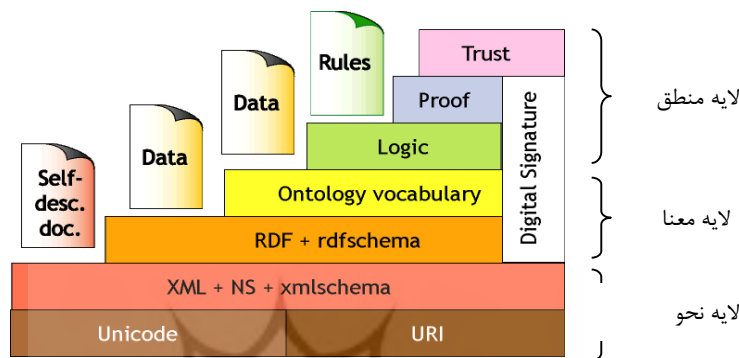 Rules
Trust
لایه منطق
Data
Proof
Data
Logic
Self-
desc.
doc.
Ontology vocabulary
Digital Signature
لایه معنا
RDF + rdfschema
XML + NS + xmlschema
لایه نحو
Unicode
URI